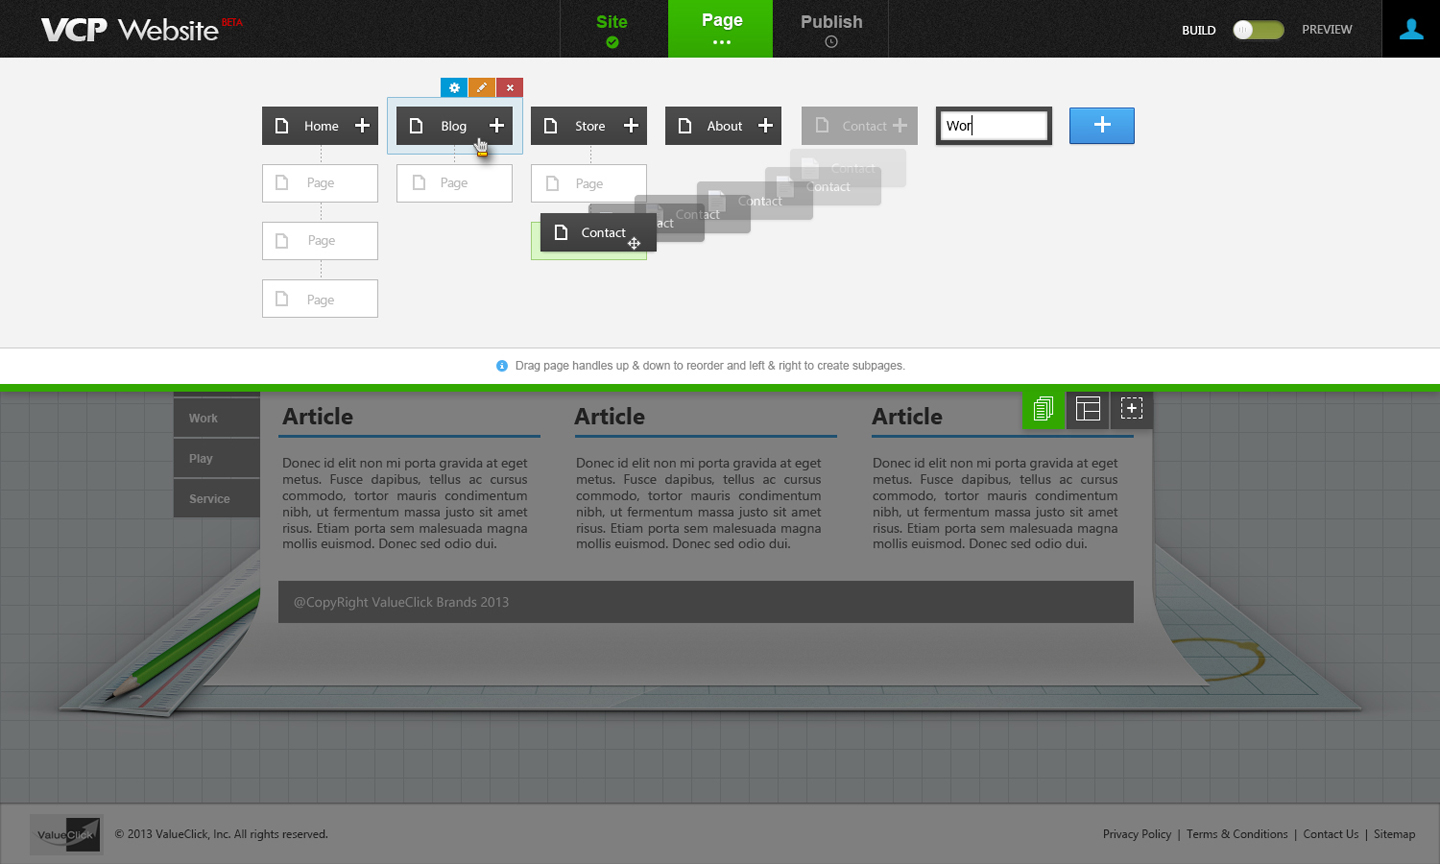 VCP Website BETA
Site
Page
Publish
BUILD
PREVIEW
Home
Blog
Store
About
Contact
Wor
Page
Page
Page
Contact
Contact
Contact
Contact
tact
Contact
Page
Page
Drag page handles up & down to reorder and left & right to create subpages.
Work
Play
Service
Article
Donec id elit non mi porta gravida at eget
metus. Fusce dapibus, tellus ac cursus
commodo, tortor mauris condimentum
nibh, ut fermentum massa justo sit amet
risus. Etiam porta sem malesuada magna
mollis euismod. Donec sed odio dui.
Article
Donec id elit non mi porta gravida at eget
metus. Fusce dapibus, tellus ac cursus
commodo, tortor mauris condimentum
nibh, ut fermentum massa justo sit amet
risus. Etiam porta sem malesuada magna
mollis euismod. Donec sed odio dui.
Article
Donec id elit non mi porta gravida at eget
metus. Fusce dapibus, tellus ac cursus
commodo, tortor mauris condimentum
nibh, ut fermentum massa justo sit amet
risus. Etiam porta sem malesuada magna
mollis euismod. Donec sed odio dui.
@CopyRight ValueClick Brands 2013
ValueClick
© 2013 ValueClick, Inc. All rights reserved.
Privacy Policy | Terms & Conditions | Contact Us | Sitemap